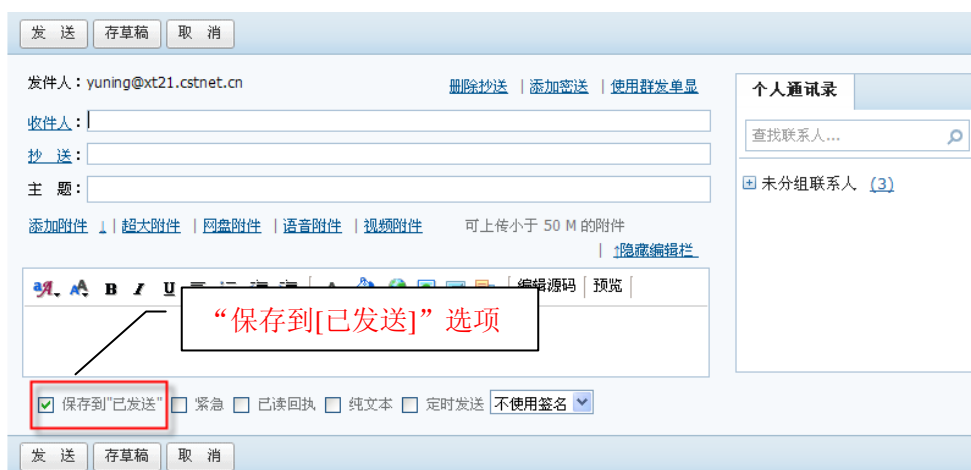 发 送 存草稿 取 消
发件人：yuning@xt21.cstnet.cn 删除抄送 | 添加密送 | 使用群发单显
个人通讯录
收件人：
查找联系人...
抄 送：
主 题：
未分组联系人 (3)
添加附件 ↓ | 超大附件 | 网盘附件 | 语音附件 | 视频附件 可上传小于 50 M 的附件
| ↑隐藏编辑栏
B I U 编辑源码 预览
“保存到[已发送]”选项
保存到"已发送" 紧急 已读回执 纯文本 定时发送 不使用签名
发 送 存草稿 取 消